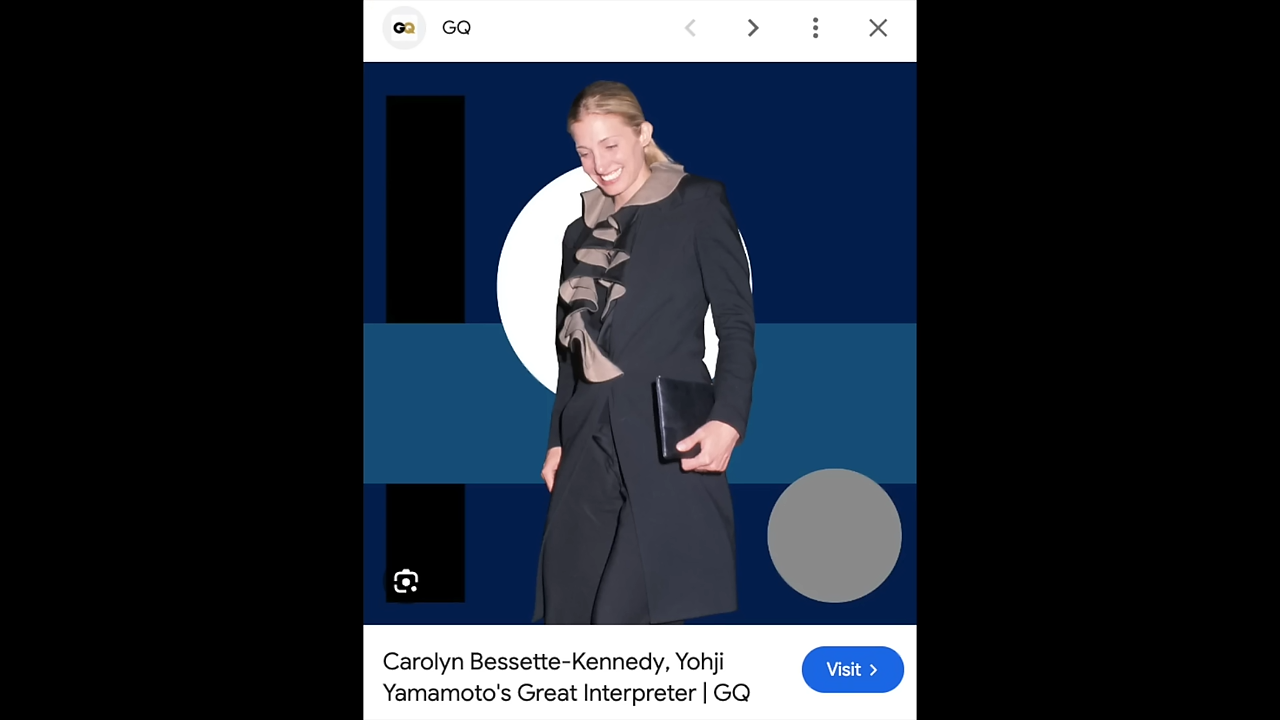 GQ GQ
Carolyn Bessette-Kennedy, Yohji
Yamamoto's Great Interpreter | GQ
Visit